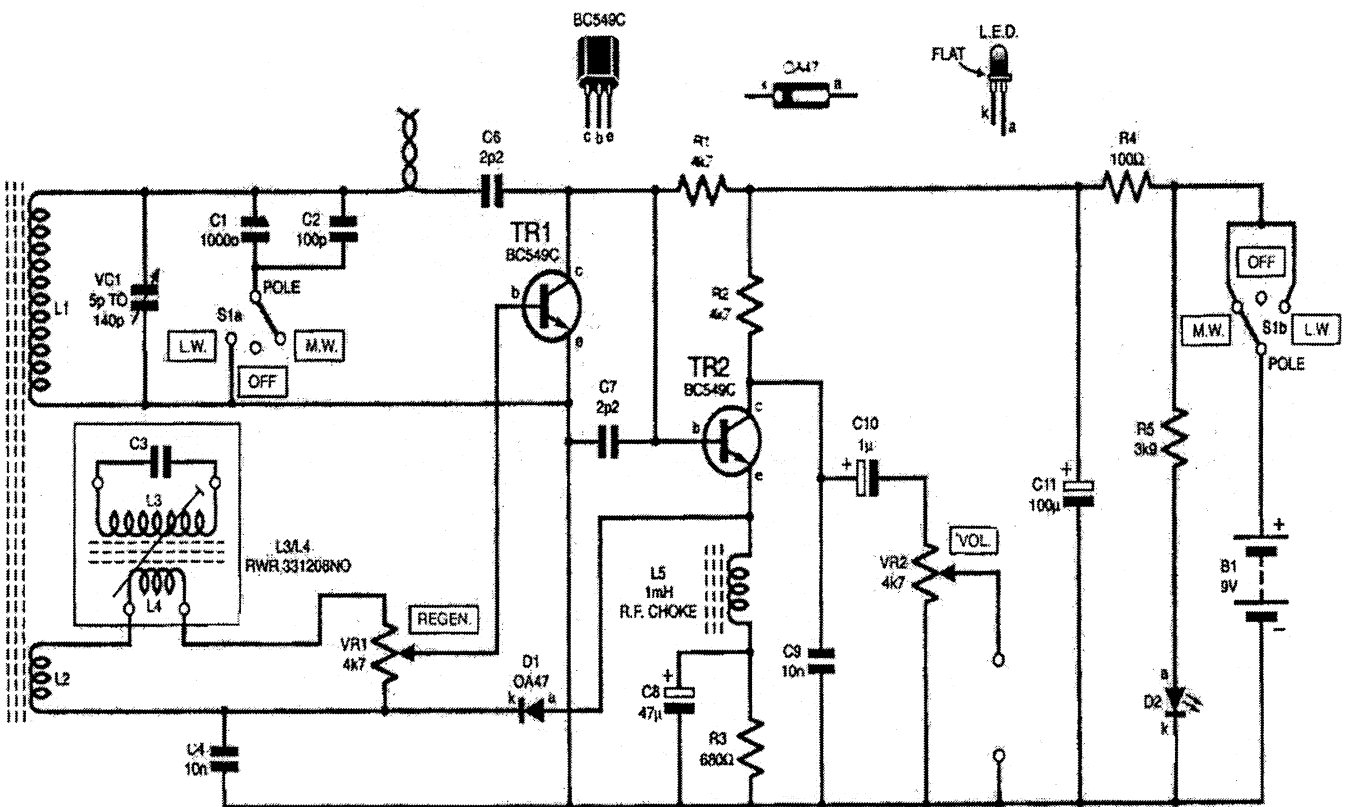 BC549C
c b e
OA47
a
L.E.D.
FLAT
k
a
C6
2p2
R1
4k7
R4
100Ω
L1
VC1
5p TO
140p
C1
1000p
C2
100p
POLE
S1a
L.W.
M.W.
OFF
TR1
BC549C
c
b
e
R2
4k7
OFF
M.W.
S1b
L.W.
POLE
C7
2p2
TR2
BC549C
c
b
e
C10
1µ
+
C3
L3
L4
L3/L4
RWR 331208NO
L5
1mH
R.F. CHOKE
VOL.
VR2
4k7
C11
100µ
+
R5
3k9
B1
9V
+
−
L2
REGEN.
VR1
4k7
D1
OA47
k
a
C8
47µ
+
C9
10n
R3
680Ω
C4
10n
a
D2
k